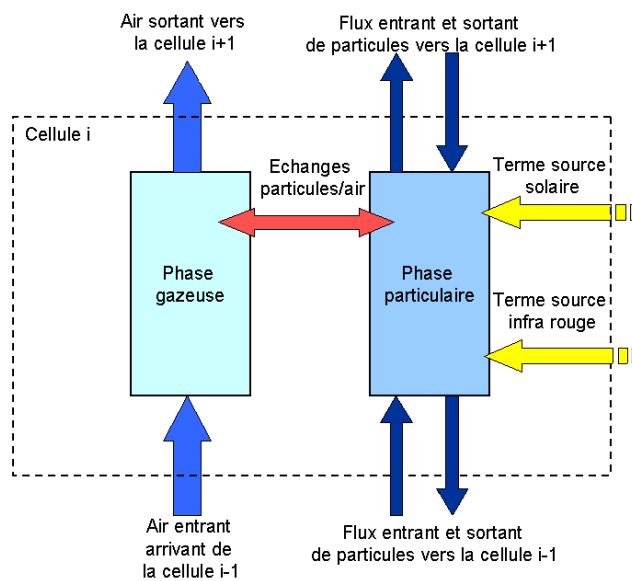 Air sortant vers
la cellule i+1
Flux entrant et sortant
de particules vers la cellule i+1
Cellule i
Echanges
particules/air
Terme source
solaire
Phase
gazeuse
Phase
particulaire
Terme source
infra rouge
Air entrant
arrivant de
la cellule i-1
Flux entrant et sortant
de particules vers la cellule i-1